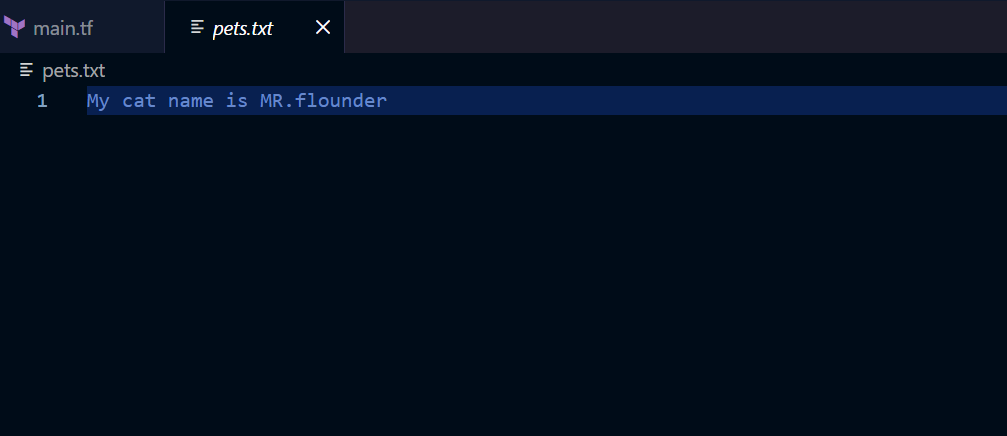 main.tf pets.txt
pets.txt
1 My cat name is MR.flounder